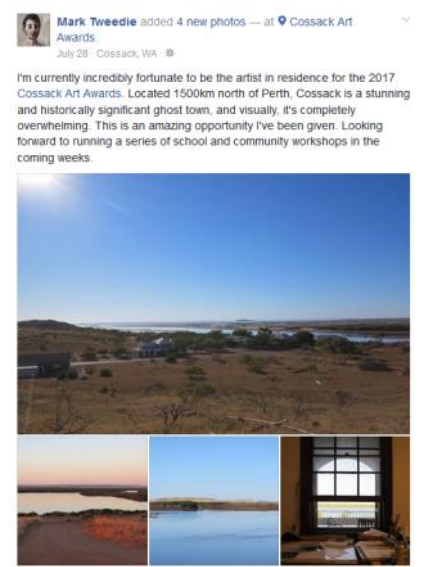 Mark Tweedie added 4 new photos — at Cossack Art
Awards.
July 28 · Cossack, WA ·
I'm currently incredibly fortunate to be the artist in residence for the 2017
Cossack Art Awards. Located 1500km north of Perth, Cossack is a stunning
and historically significant ghost town, and visually, it's completely
overwhelming. This is an amazing opportunity I've been given. Looking
forward to running a series of school and community workshops in the
coming weeks.